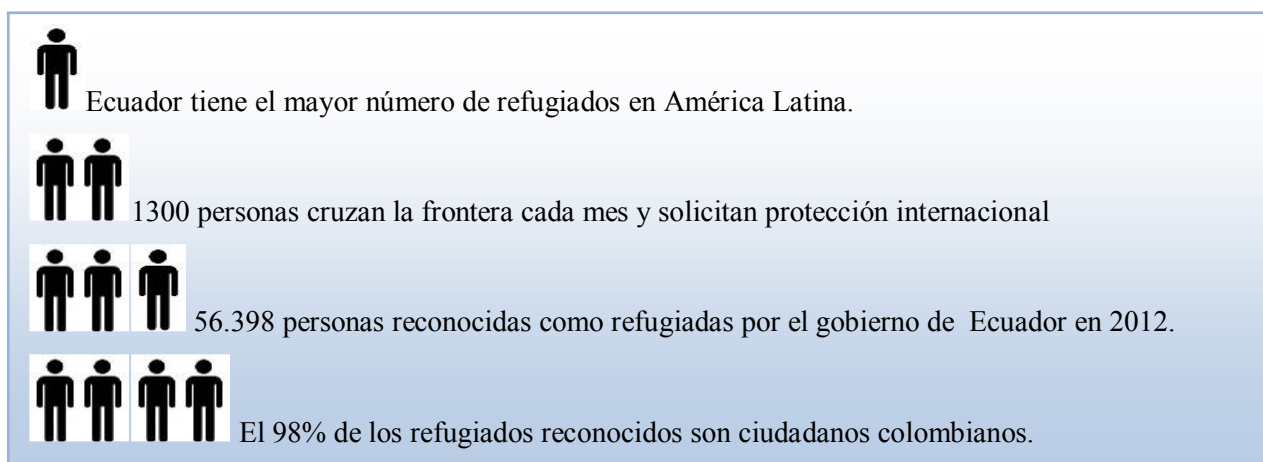 Ecuador tiene el mayor número de refugiados en América Latina.
1300 personas cruzan la frontera cada mes y solicitan protección internacional
56.398 personas reconocidas como refugiadas por el gobierno de Ecuador en 2012.
El 98% de los refugiados reconocidos son ciudadanos colombianos.